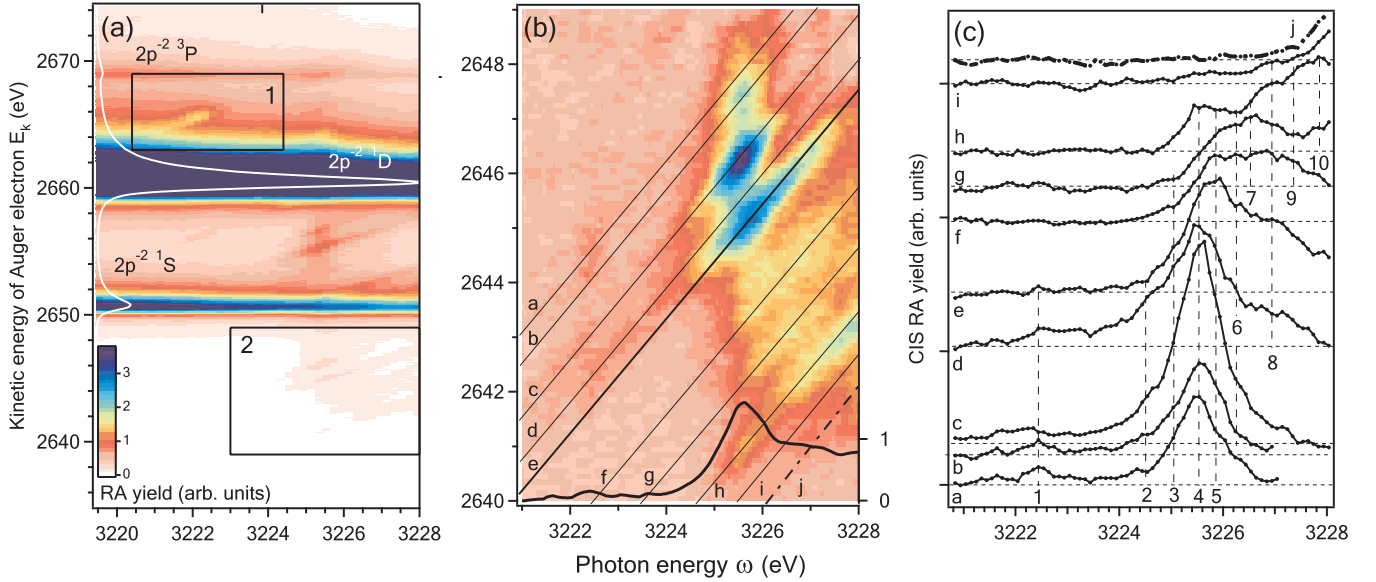 (a)
1
2p⁻² ³P
2670
1
2p⁻² ¹D
2660
2p⁻² ¹S
2650
2
3
2
2640
1
0
RA yield (arb. units)
3220
3222
3224
3226
3228
Kinetic energy of Auger electron Eₖ (eV)
(b)
2648
2646
2644
2642
2640
a
b
c
d
e
f
g
h
i
j
1
0
3222
3224
3226
3228
Photon energy ω (eV)
(c)
j
i
h
10
g
7
9
f
e
6
8
d
c
b
a
1
2
3
4
5
3222
3224
3226
3228
CIS RA yield (arb. units)